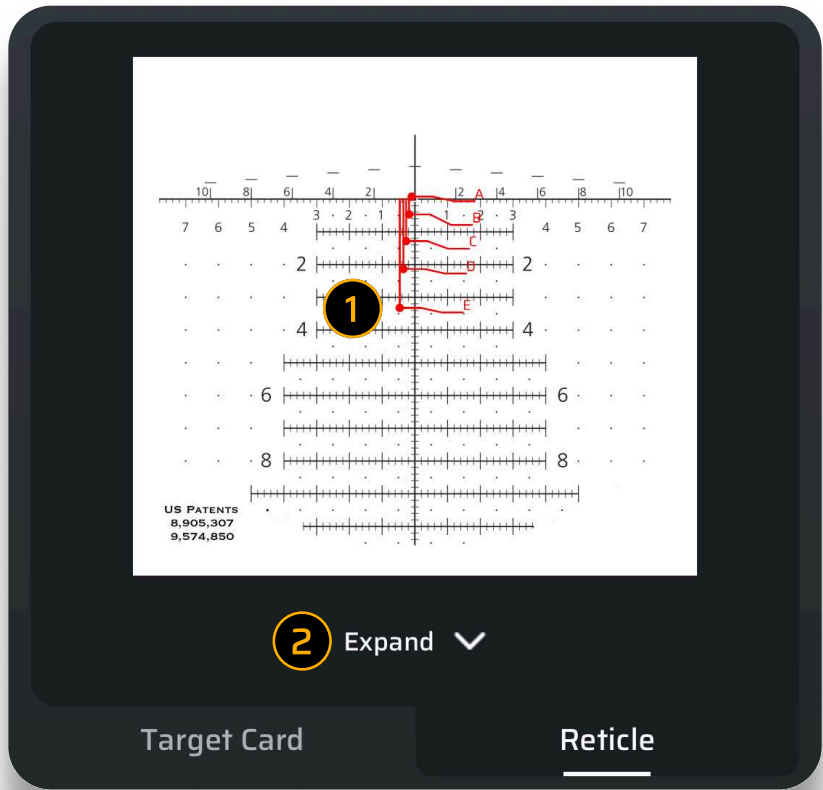 10 8 6 4 2 2 4 6 8 10
A
3 2 1 1 2 3
B
7 6 5 4 4 5 6 7
C
2 2
D
1
E
4 4
6 6
8 8
US PATENTS
8,905,307
9,574,850
2 Expand
Target Card Reticle